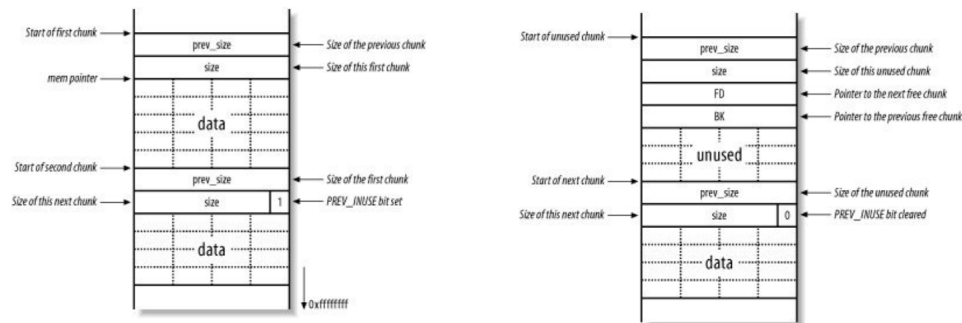 Start of first chunk
prev_size
Size of the previous chunk
size
Size of this first chunk
mem pointer
data
Start of second chunk
prev_size
Size of the first chunk
Size of this next chunk
size
1
PREV_INUSE bit set
data
0xffffffff
Start of unused chunk
prev_size
Size of the previous chunk
size
Size of this unused chunk
FD
Pointer to the next free chunk
BK
Pointer to the previous free chunk
unused
Start of next chunk
prev_size
Size of the unused chunk
Size of this next chunk
size
0
PREV_INUSE bit cleared
data